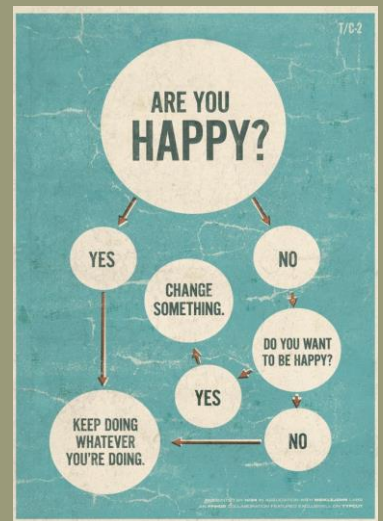 T/C-2
ARE YOU
HAPPY?
YES
NO
CHANGE
SOMETHING.
DO YOU WANT
TO BE HAPPY?
YES
KEEP DOING
WHATEVER
YOU'RE DOING.
NO